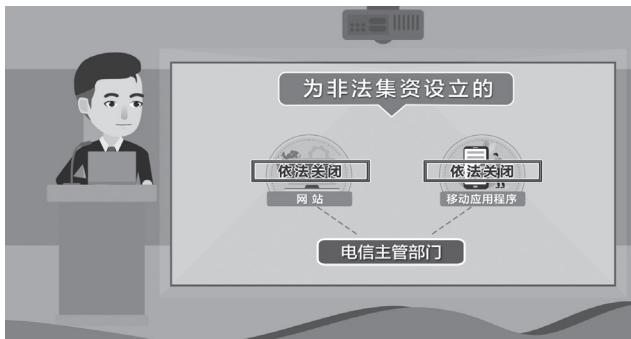 为非法集资设立的
依法关闭
依法关闭
网站
移动应用程序
电信主管部门